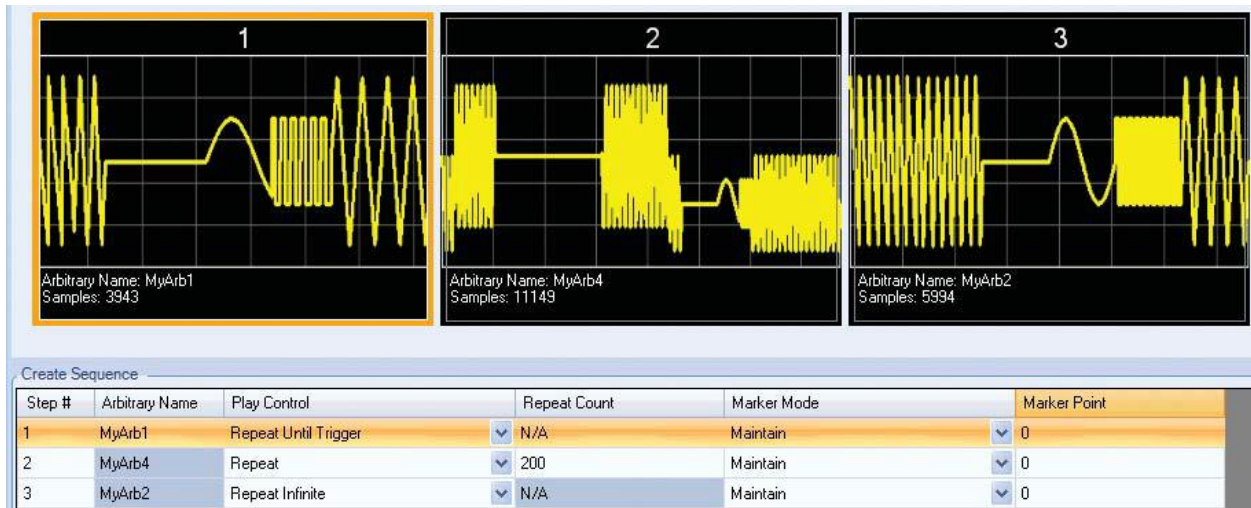 1
2
3
Arbitrary Name: MyArb1
Samples: 3943
Arbitrary Name: MyArb4
Samples: 11149
Arbitrary Name: MyArb2
Samples: 5994
Create Sequence
Step # Arbitrary Name Play Control Repeat Count Marker Mode Marker Point
1 MyArb1 Repeat Until Trigger N/A Maintain 0
2 MyArb4 Repeat 200 Maintain 0
3 MyArb2 Repeat Infinite N/A Maintain 0